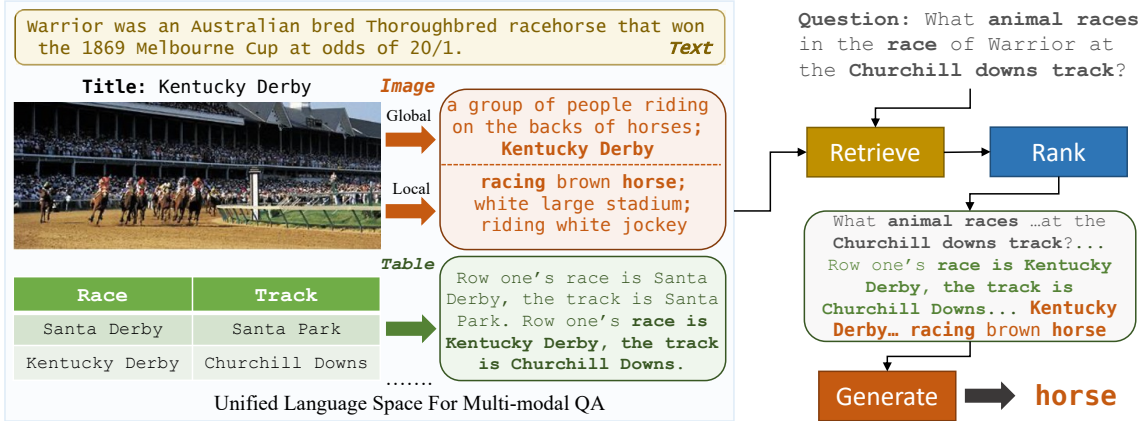 Warrior was an Australian bred Thoroughbred racehorse that won
the 1869 Melbourne Cup at odds of 20/1.
Text
Title: Kentucky Derby
Image
Global
a group of people riding
on the backs of horses;
Kentucky Derby
Local
racing brown horse;
white large stadium;
riding white jockey
Table
Race Track
Santa Derby Santa Park
Kentucky Derby Churchill Downs
Row one's race is Santa
Derby, the track is Santa
Park. Row one's race is
Kentucky Derby, the track
is Churchill Downs.
.......
Unified Language Space For Multi-modal QA
Question: What animal races
in the race of Warrior at
the Churchill downs track?
Retrieve
Rank
What animal races …at the
Churchill downs track?...
Row one's race is Kentucky
Derby, the track is
Churchill Downs... Kentucky
Derby… racing brown horse
Generate
horse